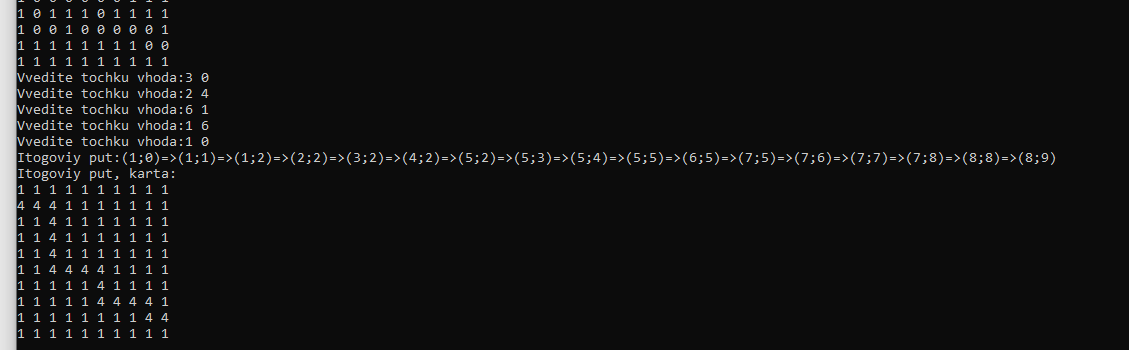 1 0 0 0 0 0 0 1 1 1
1 0 1 1 1 0 1 1 1 1
1 0 0 1 0 0 0 0 0 1
1 1 1 1 1 1 1 1 0 0
1 1 1 1 1 1 1 1 1 1
Vvedite tochku vhoda:3 0
Vvedite tochku vhoda:2 4
Vvedite tochku vhoda:6 1
Vvedite tochku vhoda:1 6
Vvedite tochku vhoda:1 0
Itogoviy put:(1;0)=>(1;1)=>(1;2)=>(2;2)=>(3;2)=>(4;2)=>(5;2)=>(5;3)=>(5;4)=>(5;5)=>(6;5)=>(7;5)=>(7;6)=>(7;7)=>(7;8)=>(8;8)=>(8;9)
Itogoviy put, karta:
1 1 1 1 1 1 1 1 1 1
4 4 4 1 1 1 1 1 1 1
1 1 4 1 1 1 1 1 1 1
1 1 4 1 1 1 1 1 1 1
1 1 4 1 1 1 1 1 1 1
1 1 4 4 4 4 1 1 1 1
1 1 1 1 1 4 1 1 1 1
1 1 1 1 1 4 4 4 4 1
1 1 1 1 1 1 1 1 4 4
1 1 1 1 1 1 1 1 1 1